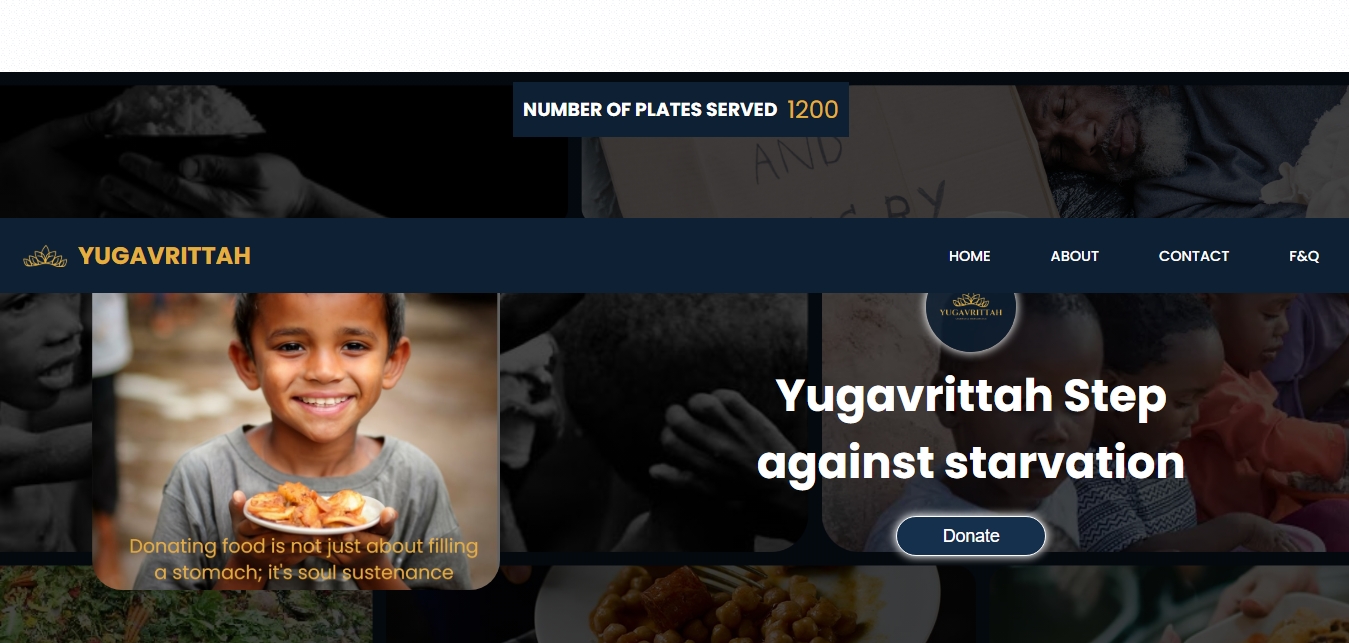 NUMBER OF PLATES SERVED 1200
AND
YUGAVRITTAH
HOME ABOUT CONTACT F&Q
YUGAVRITTAH
Yugavrittah Step
against starvation
Donate
Donating food is not just about filling
a stomach; it's soul sustenance